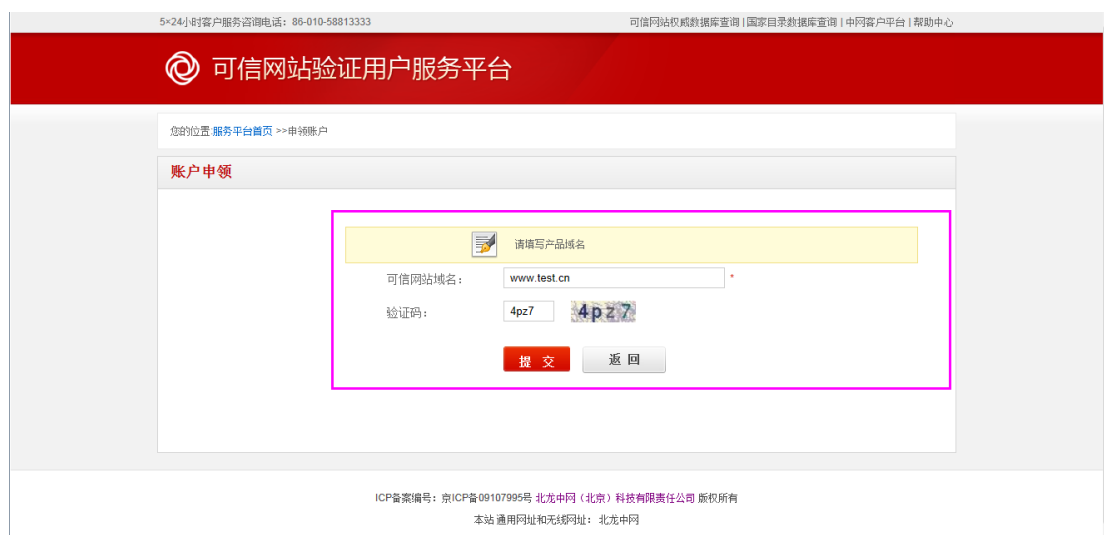 5×24小时客户服务咨询电话：86-010-58813333
可信网站权威数据库查询 | 国家目录数据库查询 | 中网客户平台 | 帮助中心
可信网站验证用户服务平台
您的位置:服务平台首页 >>申领账户
账户申领
请填写产品域名
可信网站域名： www.test.cn *
验证码： 4pz7 4pz7
提 交 返 回
ICP备案编号：京ICP备09107995号 北龙中网（北京）科技有限责任公司 版权所有
本站 通用网址和无线网址： 北龙中网